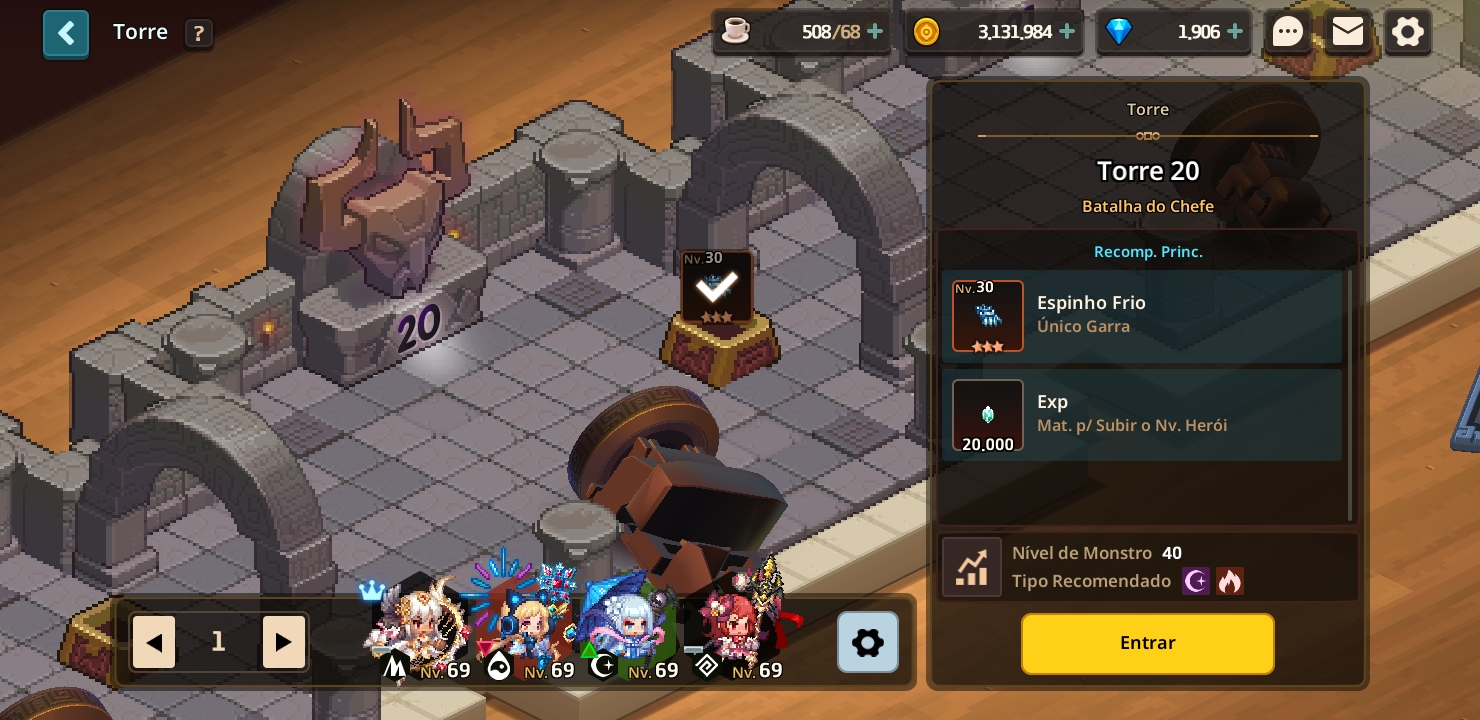 Torre
?
508/68
3,131,984
1,906
Torre
Torre 20
Batalha do Chefe
Recomp. Princ.
Nv.30
Espinho Frio
Único Garra
Exp
Mat. p/ Subir o Nv. Herói
20,000
Nível de Monstro 40
Tipo Recomendado
Entrar
Nv.30
20
1
Nv.69
Nv.69
Nv.69
Nv.69